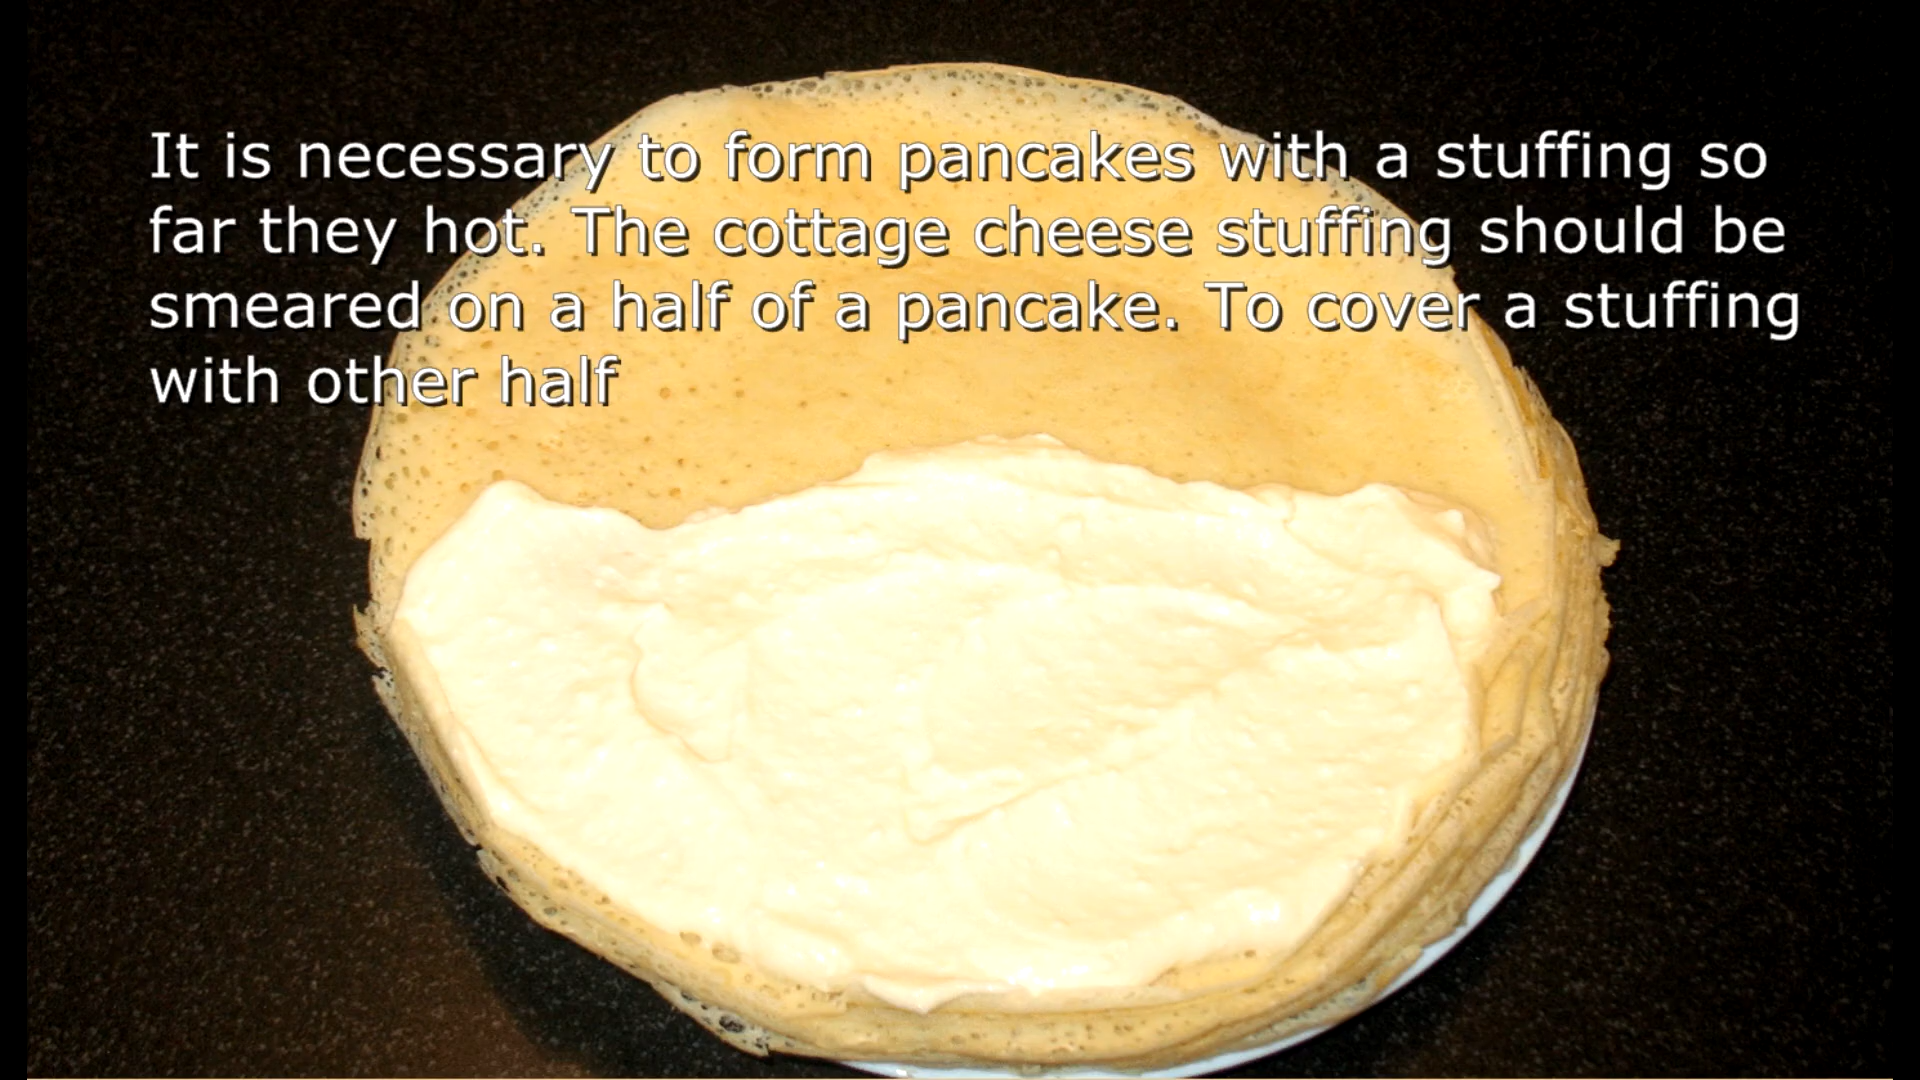 It is necessary to form pancakes with a stuffing so
far they hot. The cottage cheese stuffing should be
smeared on a half of a pancake. To cover a stuffing
with other half